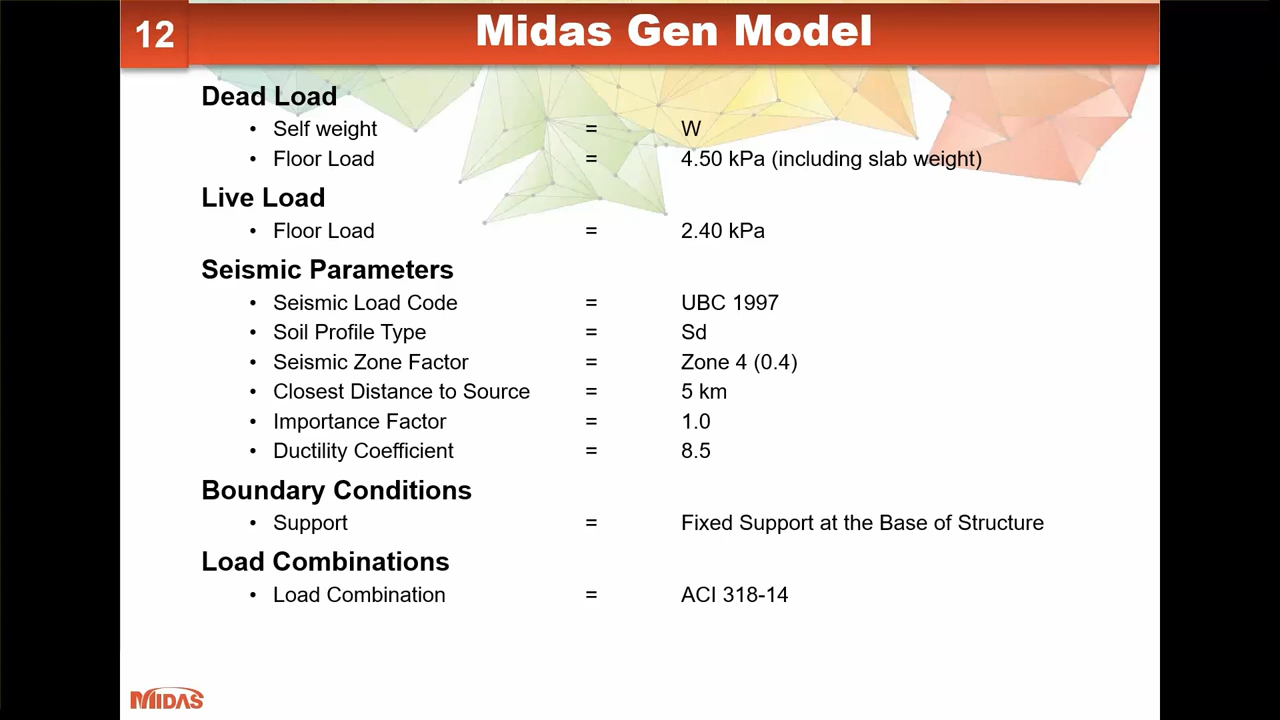 12
Midas Gen Model
Dead Load
• Self weight = W
• Floor Load = 4.50 kPa (including slab weight)
Live Load
• Floor Load = 2.40 kPa
Seismic Parameters
• Seismic Load Code = UBC 1997
• Soil Profile Type = Sd
• Seismic Zone Factor = Zone 4 (0.4)
• Closest Distance to Source = 5 km
• Importance Factor = 1.0
• Ductility Coefficient = 8.5
Boundary Conditions
• Support = Fixed Support at the Base of Structure
Load Combinations
• Load Combination = ACI 318-14
MIDAS